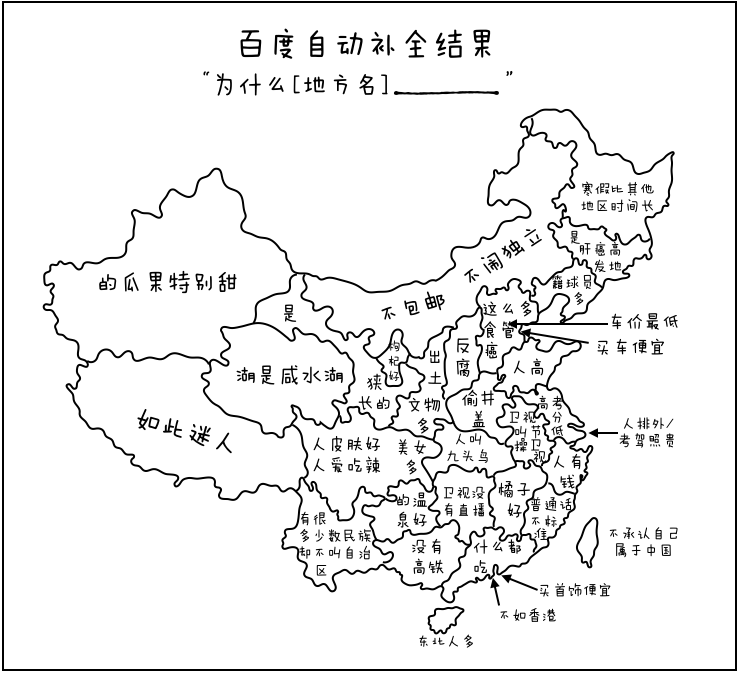 百度自动补全结果
“为什么[地方名]________”
寒假比其他
地区时间长
是
肝癌高
发地
的瓜果特别甜
不闹独立
是
不包邮
籍球员
多
这么多
食管
癌
车价最低
买车便宜
枸
杞
好
出
土
文物
多
反
腐
人高
湖是咸水湖
狭
长的
偷井
盖
高考
分
低
卫视
叫节
操卫
视
人排外/
考驾照贵
如此迷人
人皮肤好
人爱吃辣
美女
多
人叫
九头鸟
人有
钱
的温
泉好
卫视没
有直播
橘子
好
普通话
不标
准
有很
多少数民族
却不叫自治
区
没有
高铁
什么都
吃
不承认自己
属于中国
买首饰便宜
不如香港
东北人多